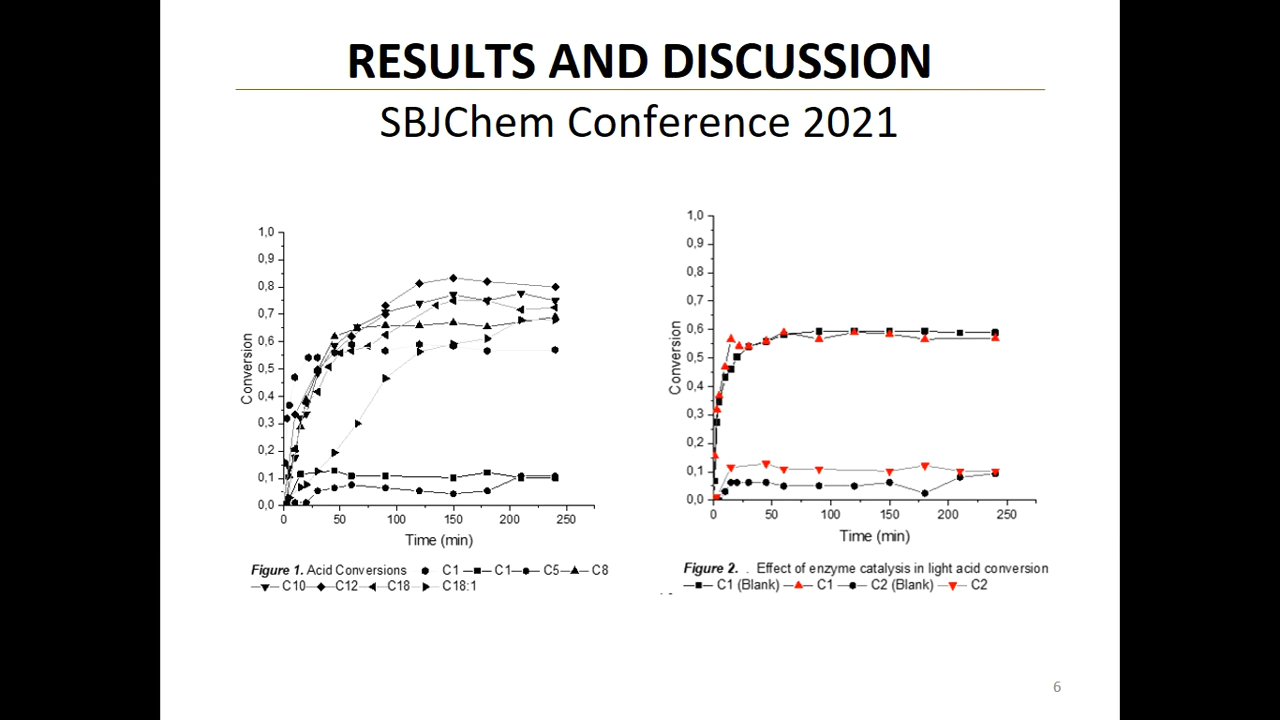 RESULTS AND DISCUSSION
SBJChem Conference 2021
1,0
0,9
0,8
0,7
0,6
0,5
0,4
0,3
0,2
0,1
0,0
Conversion
0 50 100 150 200 250
Time (min)
Figure 1. Acid Conversions C1 C1 C5 C8
C10 C12 C18 C18:1
1,0
0,9
0,8
0,7
0,6
0,5
0,4
0,3
0,2
0,1
0,0
Conversion
0 50 100 150 200 250
Time (min)
Figure 2. . Effect of enzyme catalysis in light acid conversion
C1 (Blank) C1 C2 (Blank) C2
6